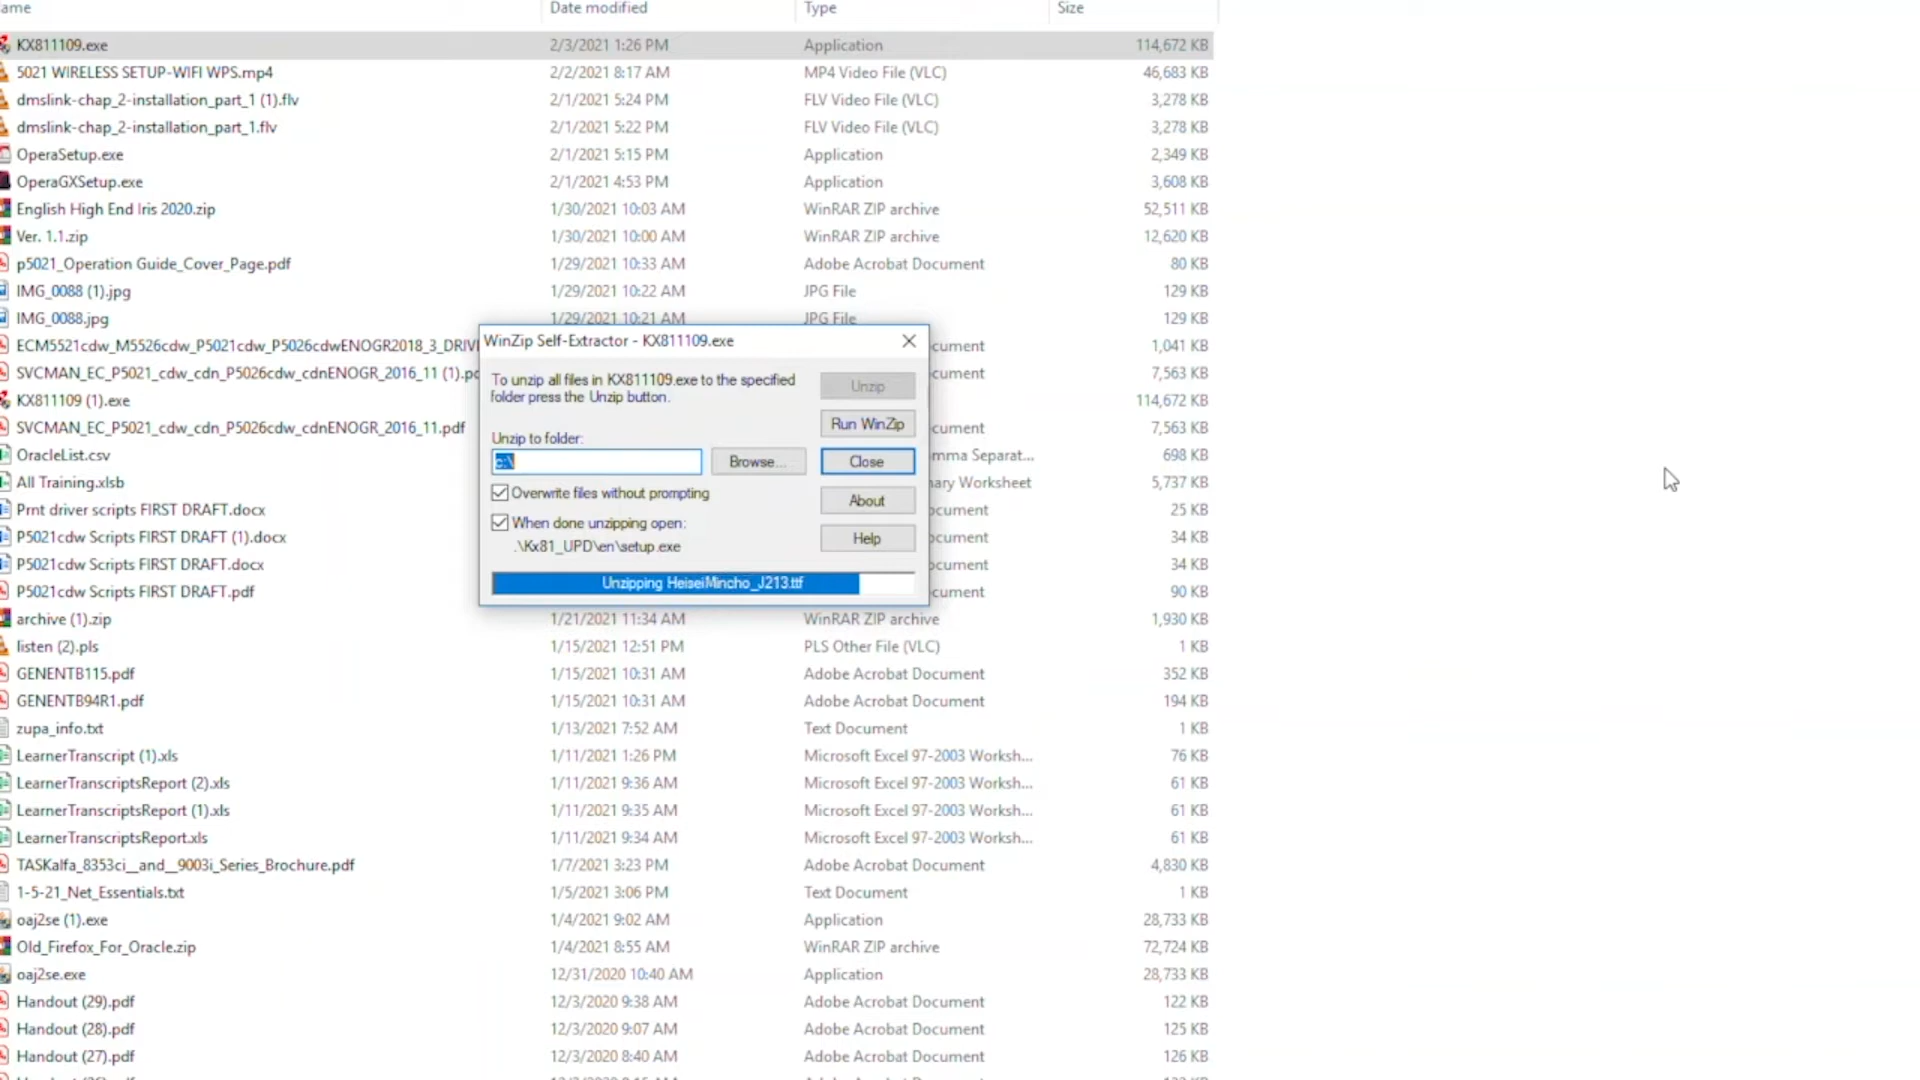 ame Date modified Type Size
KX811109.exe 2/3/2021 1:26 PM Application 114,672 KB
5021 WIRELESS SETUP-WIFI WPS.mp4 2/2/2021 8:17 AM MP4 Video File (VLC) 46,683 KB
dmslink-chap_2-installation_part_1 (1).flv 2/1/2021 5:24 PM FLV Video File (VLC) 3,278 KB
dmslink-chap_2-installation_part_1.flv 2/1/2021 5:22 PM FLV Video File (VLC) 3,278 KB
OperaSetup.exe 2/1/2021 5:15 PM Application 2,349 KB
OperaGXSetup.exe 2/1/2021 4:53 PM Application 3,608 KB
English High End Iris 2020.zip 1/30/2021 10:03 AM WinRAR ZIP archive 52,511 KB
Ver. 1.1.zip 1/30/2021 10:00 AM WinRAR ZIP archive 12,620 KB
p5021_Operation Guide_Cover_Page.pdf 1/29/2021 10:33 AM Adobe Acrobat Document 80 KB
IMG_0088 (1).jpg 1/29/2021 10:22 AM JPG File 129 KB
IMG_0088.jpg 1/29/2021 10:21 AM JPG File 129 KB
ECM5521cdw_M5526cdw_P5021cdw_P5026cdwENOGR2018_3_DRIV cument 1,041 KB
SVCMAN_EC_P5021_cdw_cdn_P5026cdw_cdnENOGR_2016_11 (1).pd cument 7,563 KB
KX811109 (1).exe 114,672 KB
SVCMAN_EC_P5021_cdw_cdn_P5026cdw_cdnENOGR_2016_11.pdf cument 7,563 KB
OracleList.csv mma Separat... 698 KB
All Training.xlsb ary Worksheet 5,737 KB
Prnt driver scripts FIRST DRAFT.docx ocument 25 KB
P5021cdw Scripts FIRST DRAFT (1).docx ocument 34 KB
P5021cdw Scripts FIRST DRAFT.docx ocument 34 KB
P5021cdw Scripts FIRST DRAFT.pdf cument 90 KB
archive (1).zip 1/21/2021 11:34 AM WinRAR ZIP archive 1,930 KB
listen (2).pls 1/15/2021 12:51 PM PLS Other File (VLC) 1 KB
GENENTB115.pdf 1/15/2021 10:31 AM Adobe Acrobat Document 352 KB
GENENTB94R1.pdf 1/15/2021 10:31 AM Adobe Acrobat Document 194 KB
zupa_info.txt 1/13/2021 7:52 AM Text Document 1 KB
LearnerTranscript (1).xls 1/11/2021 1:26 PM Microsoft Excel 97-2003 Worksh... 76 KB
LearnerTranscriptsReport (2).xls 1/11/2021 9:36 AM Microsoft Excel 97-2003 Worksh... 61 KB
LearnerTranscriptsReport (1).xls 1/11/2021 9:35 AM Microsoft Excel 97-2003 Worksh... 61 KB
LearnerTranscriptsReport.xls 1/11/2021 9:34 AM Microsoft Excel 97-2003 Worksh... 61 KB
TASKalfa_8353ci__and__9003i_Series_Brochure.pdf 1/7/2021 3:23 PM Adobe Acrobat Document 4,830 KB
1-5-21_Net_Essentials.txt 1/5/2021 3:06 PM Text Document 1 KB
oaj2se (1).exe 1/4/2021 9:02 AM Application 28,733 KB
Old_Firefox_For_Oracle.zip 1/4/2021 8:55 AM WinRAR ZIP archive 72,724 KB
oaj2se.exe 12/31/2020 10:40 AM Application 28,733 KB
Handout (29).pdf 12/3/2020 9:38 AM Adobe Acrobat Document 122 KB
Handout (28).pdf 12/3/2020 9:07 AM Adobe Acrobat Document 125 KB
Handout (27).pdf 12/3/2020 8:40 AM Adobe Acrobat Document 126 KB
WinZip Self-Extractor - KX811109.exe
To unzip all files in KX811109.exe to the specified
folder press the Unzip button.
Unzip
Run WinZip
Unzip to folder:
c:\ Browse... Close
Overwrite files without prompting
About
When done unzipping open:
.\Kx81_UPD\en\setup.exe
Help
Unzipping HeiseiMincho_J213.ttf